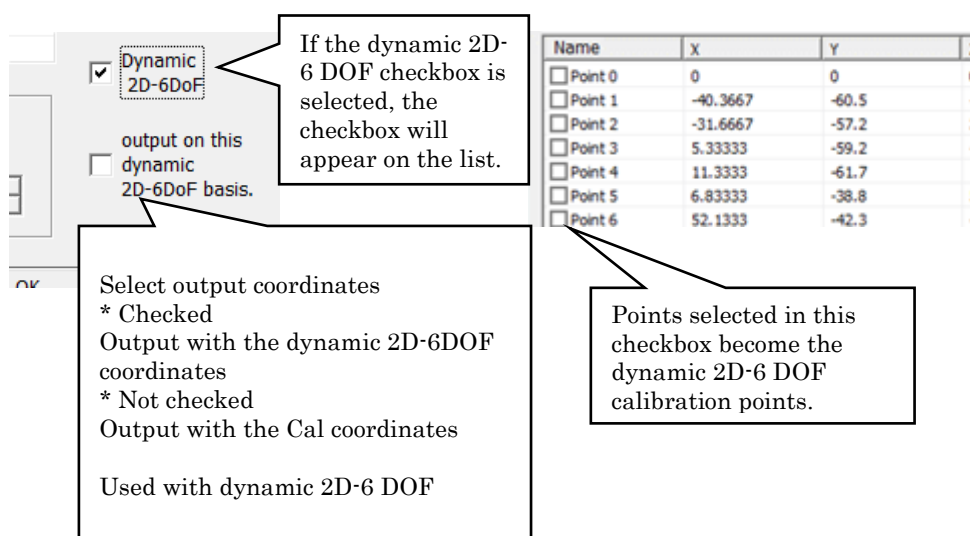 Dynamic
2D-6DoF
output on this
dynamic
2D-6DoF basis.
If the dynamic 2D-
6 DOF checkbox is
selected, the
checkbox will
appear on the list.
Name X Y
Point 0 0 0
Point 1 -40.3667 -60.5
Point 2 -31.6667 -57.2
Point 3 5.33333 -59.2
Point 4 11.3333 -61.7
Point 5 6.83333 -38.8
Point 6 52.1333 -42.3
OK
Select output coordinates
* Checked
Output with the dynamic 2D-6DOF
coordinates
* Not checked
Output with the Cal coordinates
Used with dynamic 2D-6 DOF
Points selected in this
checkbox become the
dynamic 2D-6 DOF
calibration points.